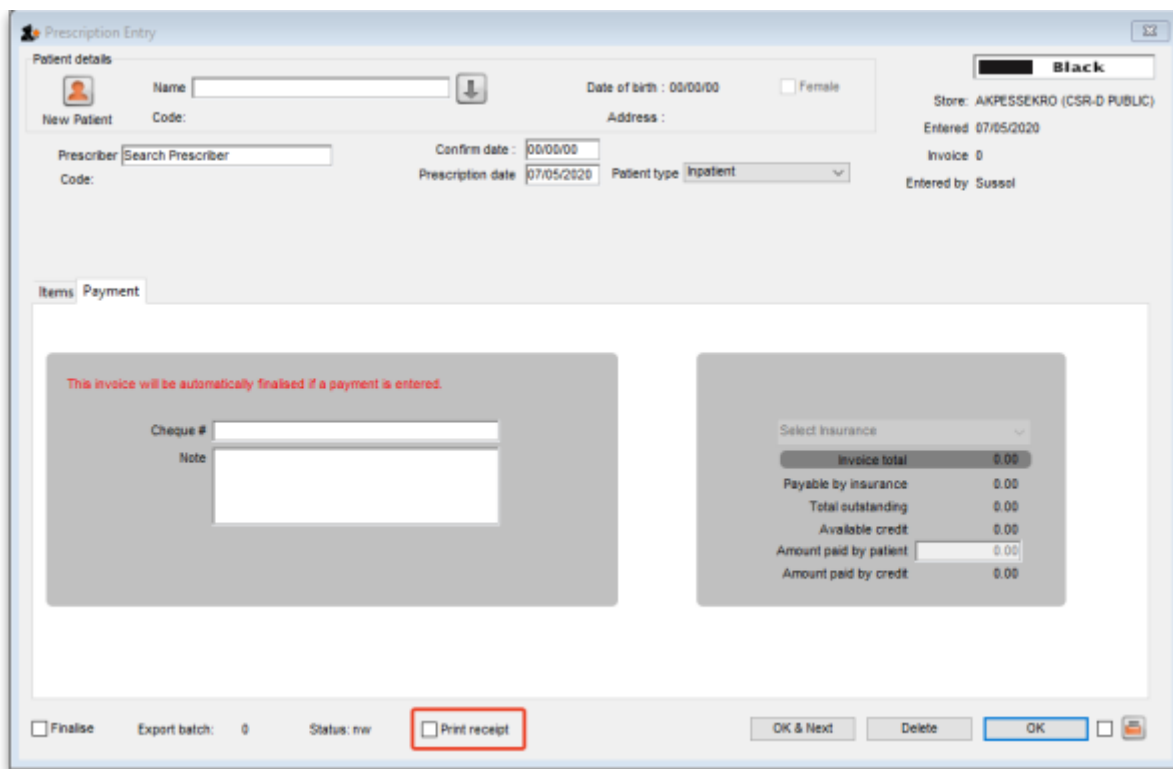 Prescription Entry
Patient details
Black
Name
Date of birth : 00/00/00
Female
Store: AKPESSEKRO (CSR-D PUBLIC)
New Patient
Code:
Address :
Entered 07/05/2020
Prescriber Search Prescriber
Confirm date : 00/00/00
Invoice 0
Code:
Prescription date 07/05/2020
Patient type Inpatient
Entered by Sussol
Items Payment
This invoice will be automatically finalised if a payment is entered.
Cheque #
Note
Select Insurance
Invoice total 0.00
Payable by insurance 0.00
Total outstanding 0.00
Available credit 0.00
Amount paid by patient 0.00
Amount paid by credit 0.00
Finalise
Export batch: 0
Status: nw
Print receipt
OK & Next
Delete
OK